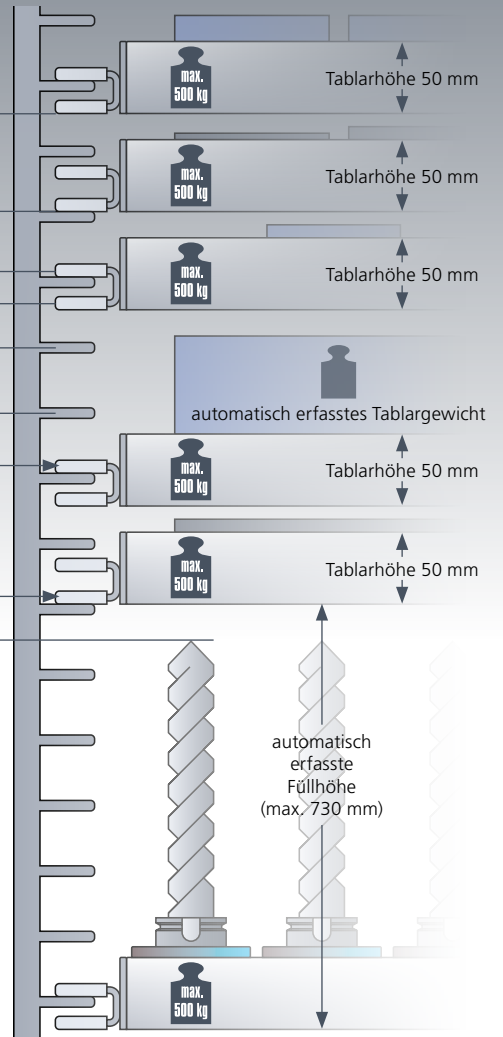 max.
500 kg
Tablarhöhe 50 mm
max.
500 kg
Tablarhöhe 50 mm
max.
500 kg
Tablarhöhe 50 mm
automatisch erfasstes Tablargewicht
max.
500 kg
Tablarhöhe 50 mm
max.
500 kg
Tablarhöhe 50 mm
automatisch
erfasste
Füllhöhe
(max. 730 mm)
max.
500 kg